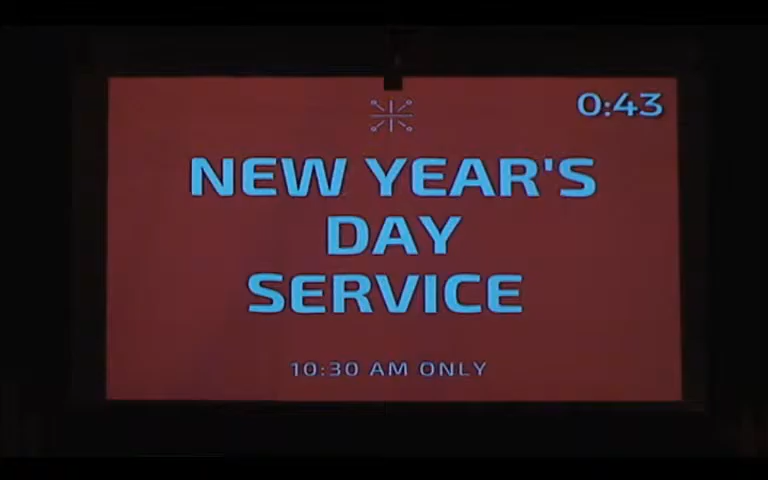 0:43
NEW YEAR'S
DAY
SERVICE
10:30 AM ONLY